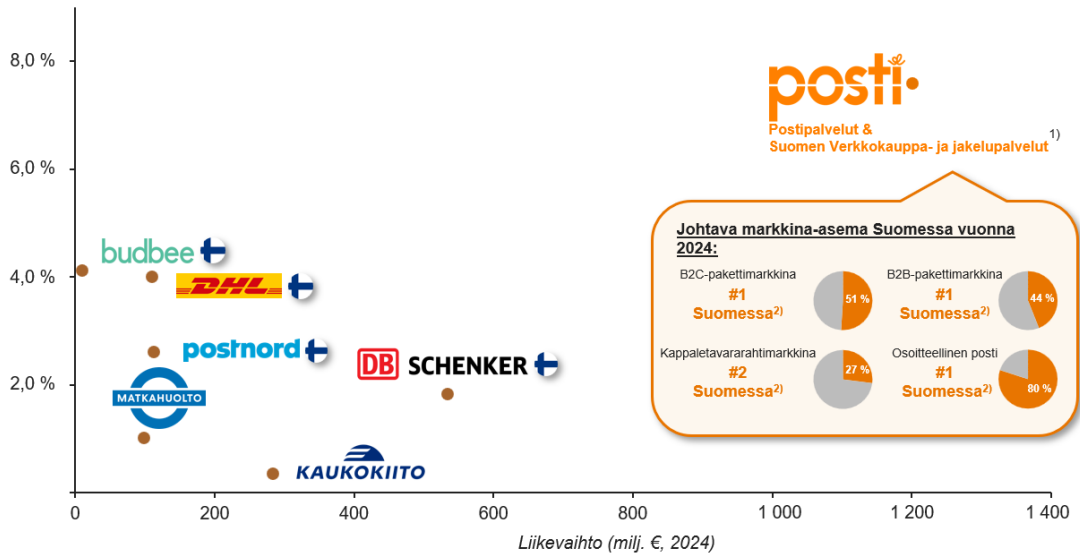 8,0 %
posti
Postipalvelut &
Suomen Verkkokauppa- ja jakelupalvelut 1)
6,0 %
Johtava markkina-asema Suomessa vuonna
2024:
B2C-pakettimarkkina
#1
Suomessa2)
51 %
B2B-pakettimarkkina
#1
Suomessa2)
44 %
Kappaletavararahtimarkkina
#2
Suomessa2)
27 %
Osoitteellinen posti
#1
Suomessa2)
80 %
budbee
4,0 %
DHL
postnord
DB SCHENKER
2,0 %
MATKAHUOLTO
KAUKOKIITO
0
200
400
600
800
1 000
1 200
1 400
Liikevaihto (milj. €, 2024)